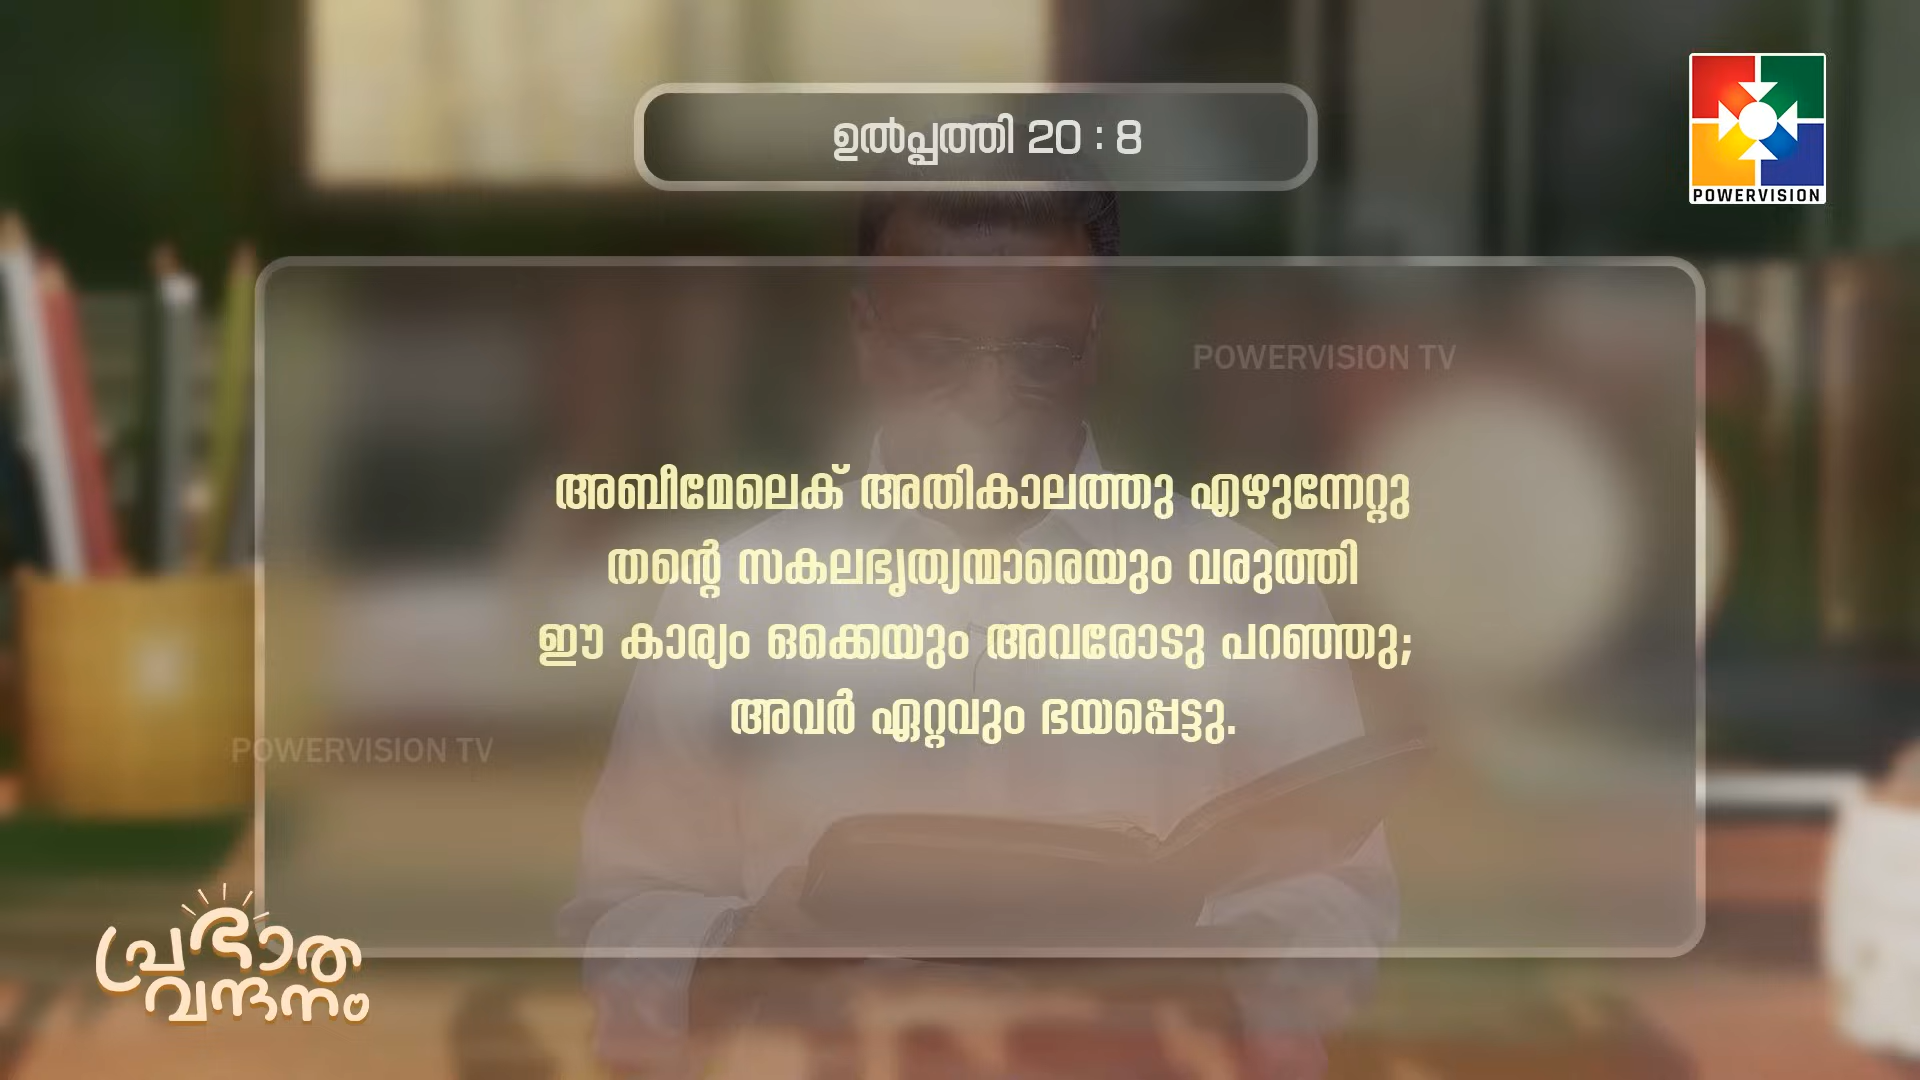 ഉൽപ്പത്തി 20 : 8
POWERVISION
POWERVISION TV
അബീമേലെക് അതികാലത്തു എഴുന്നേറ്റു
തന്റെ സകലഭൃത്യന്മാരെയും വരുത്തി
ഈ കാര്യം ഒക്കെയും അവരോടു പറഞ്ഞു;
അവർ ഏറ്റവും ഭയപ്പെട്ടു.
POWERVISION TV
പ്രഭാത
വന്ദനം